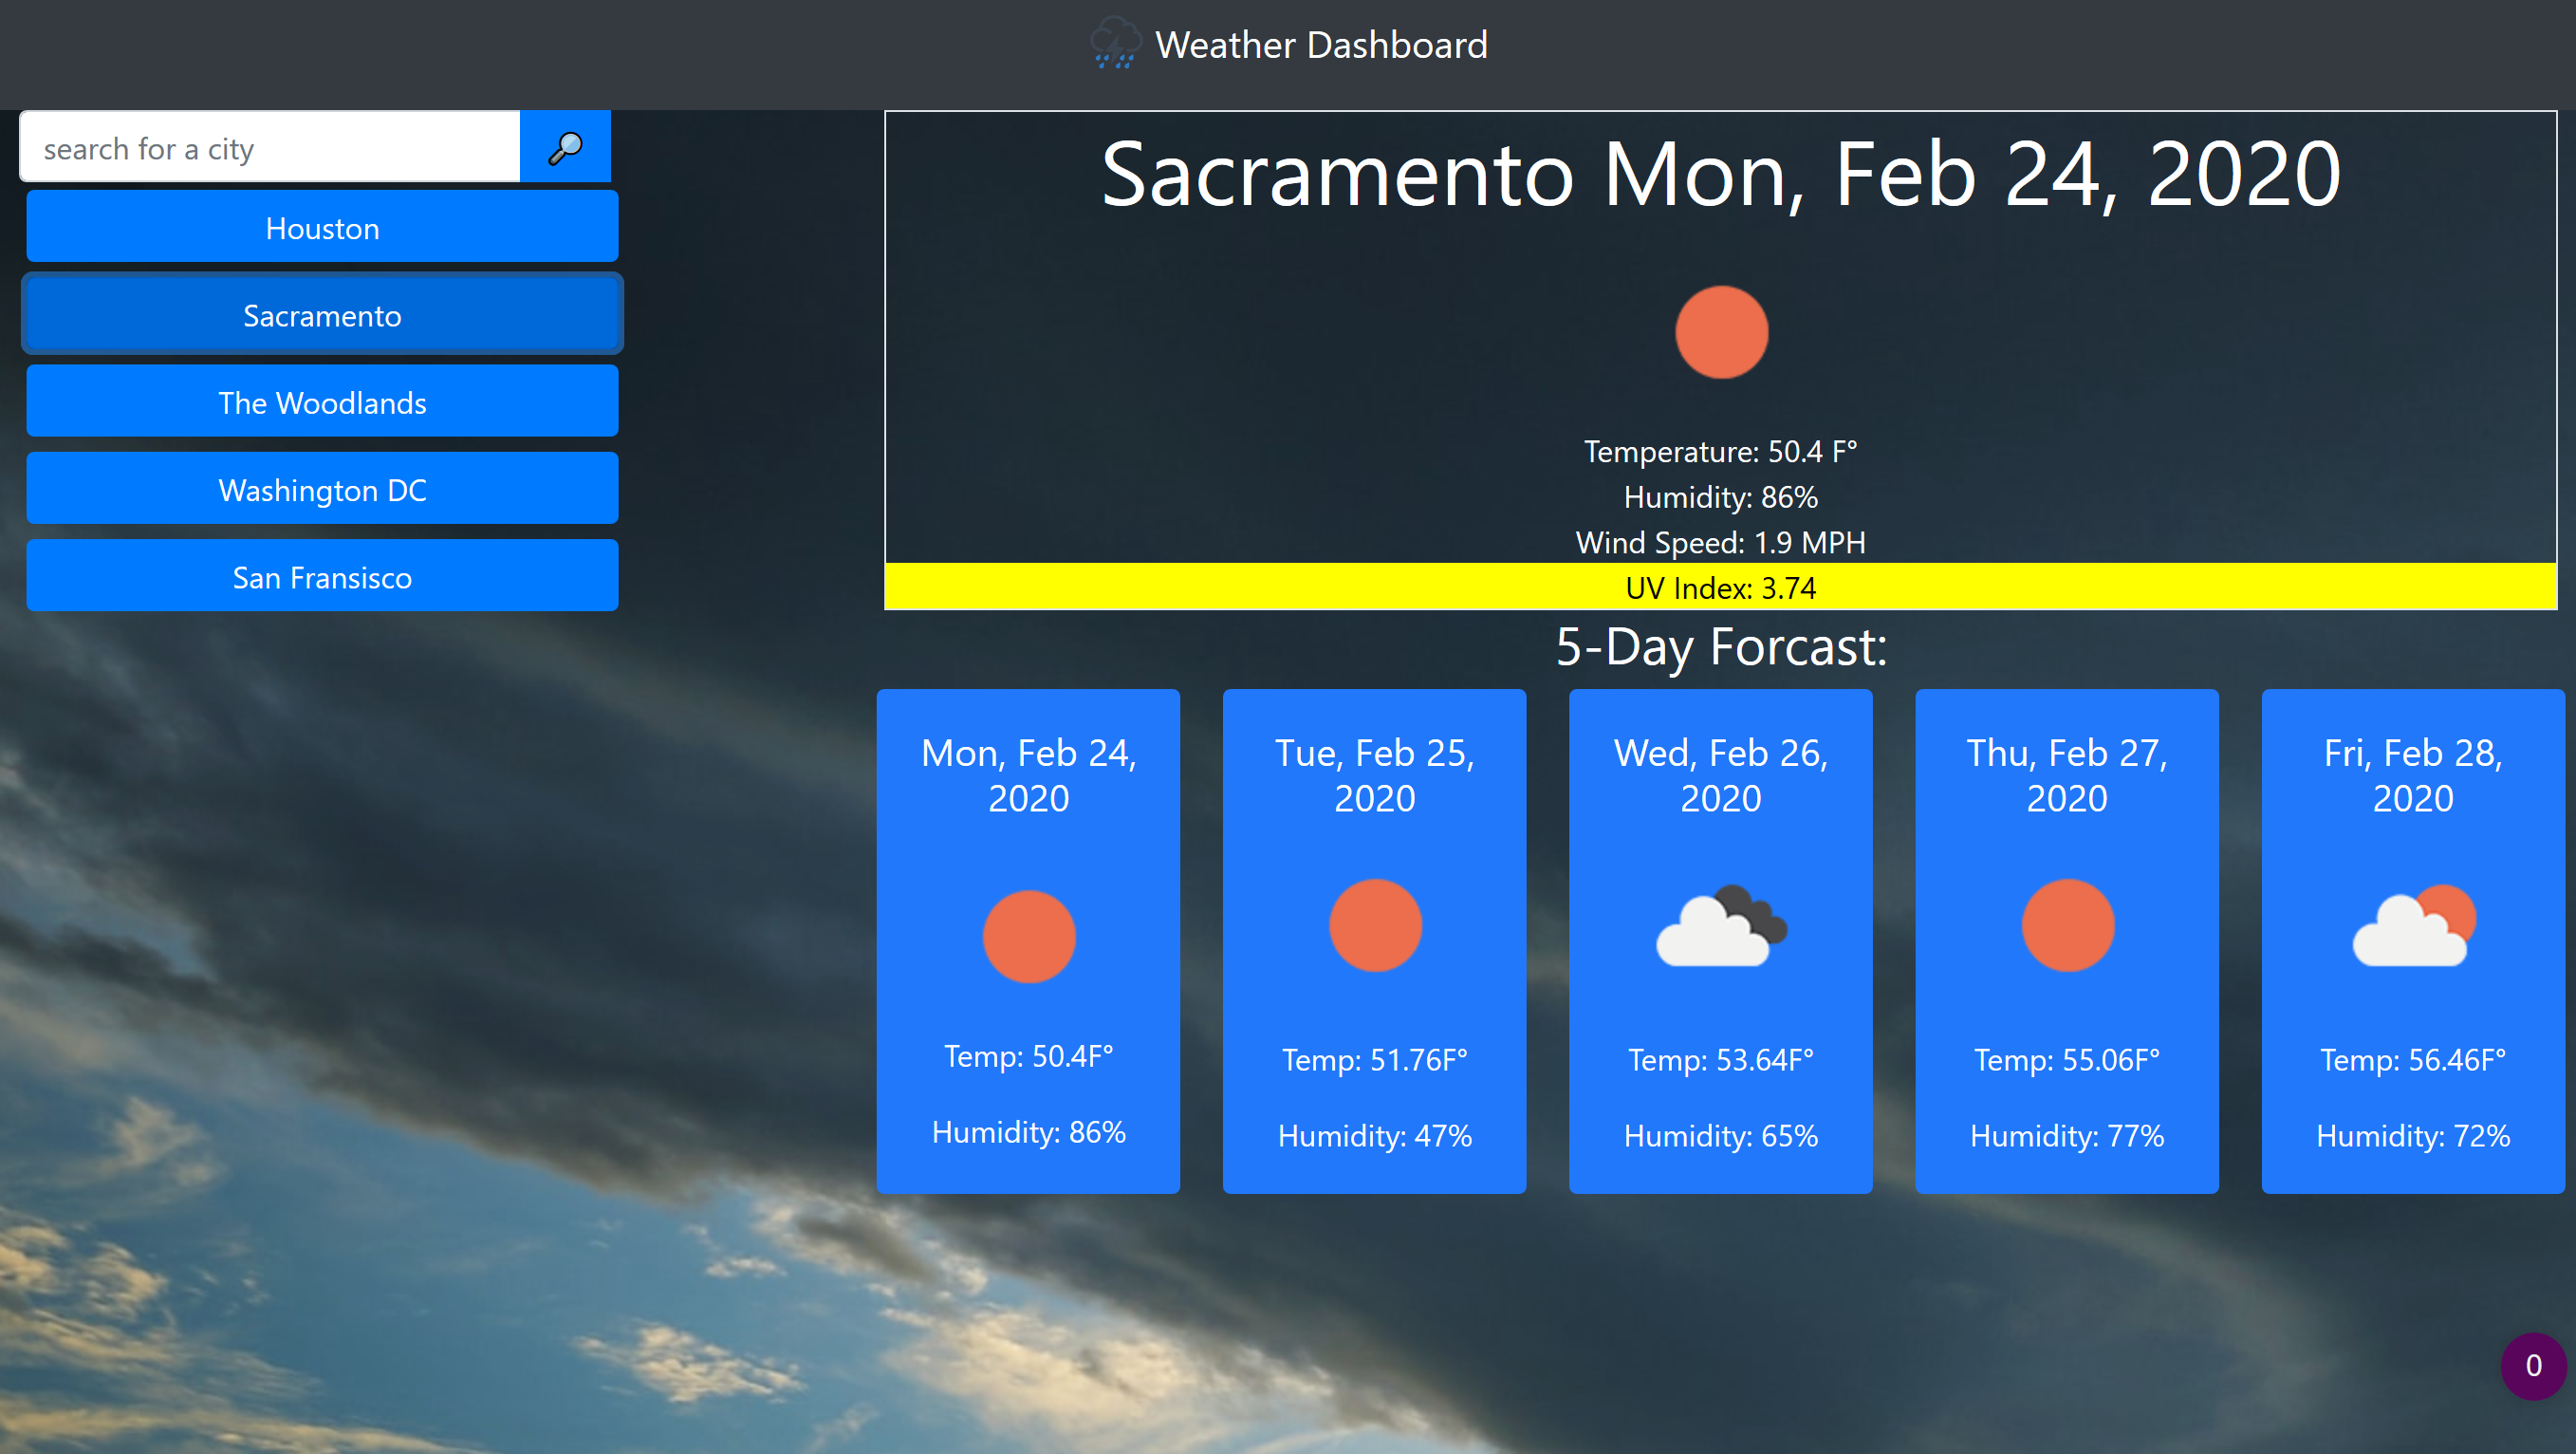 Weather Dashboard
search for a city
Houston
Sacramento
The Woodlands
Washington DC
San Fransisco
Sacramento Mon, Feb 24, 2020
Temperature: 50.4 F°
Humidity: 86%
Wind Speed: 1.9 MPH
UV Index: 3.74
5-Day Forcast:
Mon, Feb 24,
2020
Temp: 50.4F°
Humidity: 86%
Tue, Feb 25,
2020
Temp: 51.76F°
Humidity: 47%
Wed, Feb 26,
2020
Temp: 53.64F°
Humidity: 65%
Thu, Feb 27,
2020
Temp: 55.06F°
Humidity: 77%
Fri, Feb 28,
2020
Temp: 56.46F°
Humidity: 72%
0